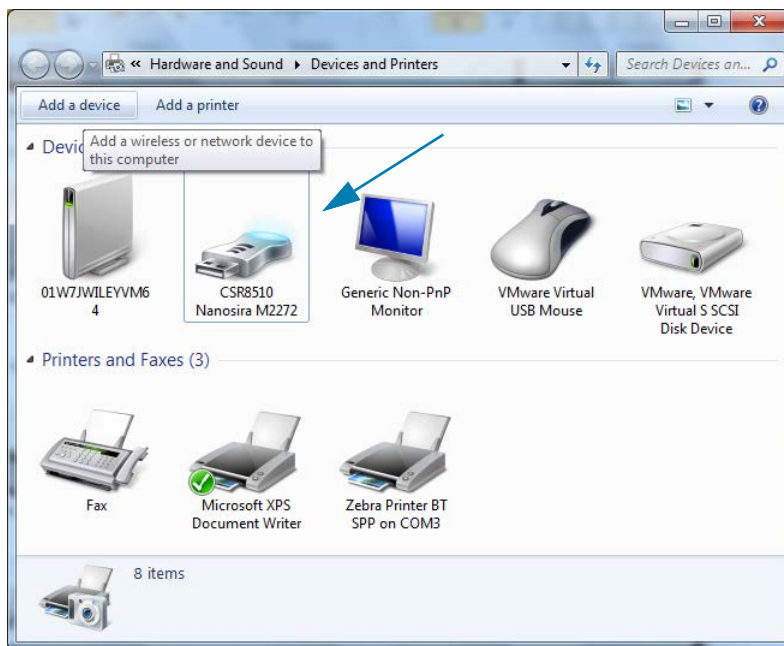 « Hardware and Sound ▸ Devices and Printers
Search Devices an...
Add a device
Add a printer
Devic
Add a wireless or network device to
this computer
01W7JWILEYVM6
4
CSR8510
Nanosira M2272
Generic Non-PnP
Monitor
VMware Virtual
USB Mouse
VMware, VMware
Virtual S SCSI
Disk Device
Printers and Faxes (3)
Fax
Microsoft XPS
Document Writer
Zebra Printer BT
SPP on COM3
8 items